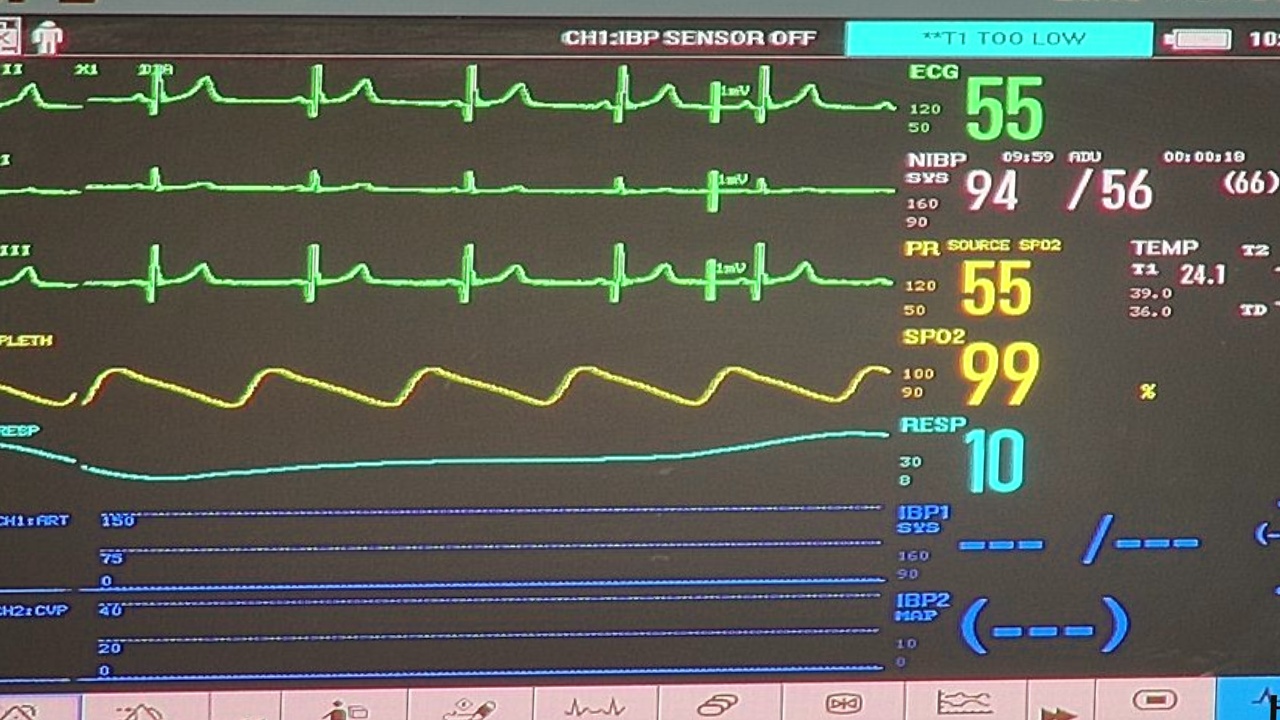 CH1:IBP SENSOR OFF **T1 TOO LOW
II X1
1mV
ECG 55
120
50
I
1mV
NIBP 09:59 ADU 00:00:18
SYS 94 /56 (66)
160
90
III
1mV
PR SOURCE SPO2 55
120
50
TEMP T2
T1 24.1
39.0
36.0 TD
PLETH
SPO2 99 %
100
90
RESP
RESP 10
30
8
CH1:ART 150
75
0
IBP1
SYS --- /---
160
90
CH2:CVP 40
20
0
IBP2
MAP (---)
10
0